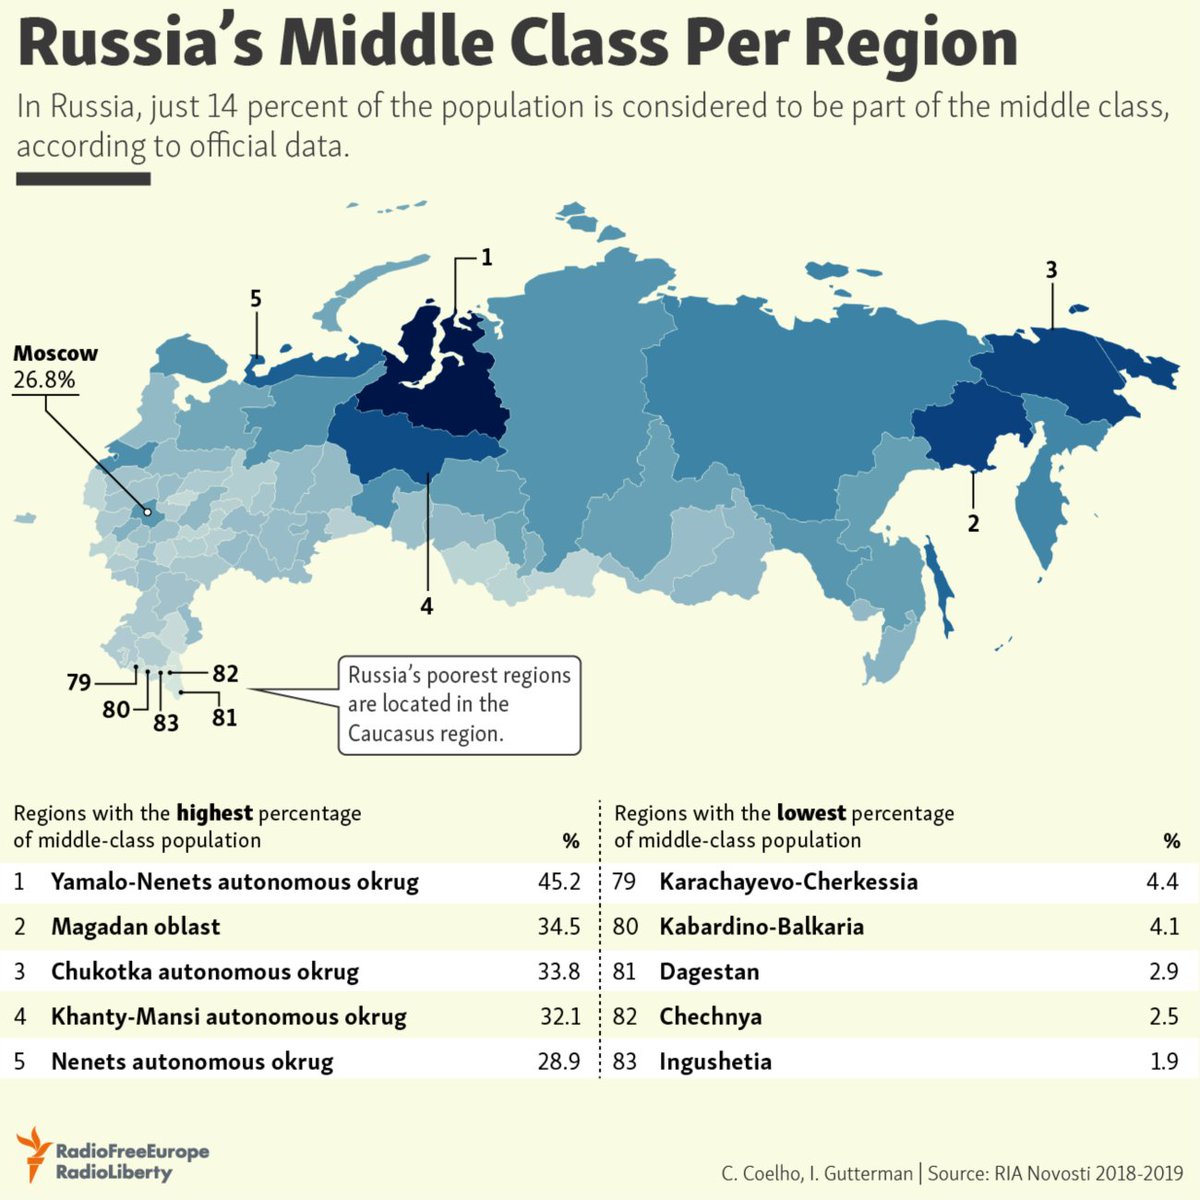 Russia's Middle Class Per Region
In Russia, just 14 percent of the population is considered to be part of the middle class,
according to official data.
1
3
5
Moscow
26.8%
2
4
79
80
83
82
81
Russia's poorest regions
are located in the
Caucasus region.
Regions with the highest percentage
of middle-class population %
1 Yamalo-Nenets autonomous okrug 45.2
2 Magadan oblast 34.5
3 Chukotka autonomous okrug 33.8
4 Khanty-Mansi autonomous okrug 32.1
5 Nenets autonomous okrug 28.9
Regions with the lowest percentage
of middle-class population %
79 Karachayevo-Cherkessia 4.4
80 Kabardino-Balkaria 4.1
81 Dagestan 2.9
82 Chechnya 2.5
83 Ingushetia 1.9
RadioFreeEurope
RadioLiberty
C. Coelho, I. Gutterman | Source: RIA Novosti 2018-2019